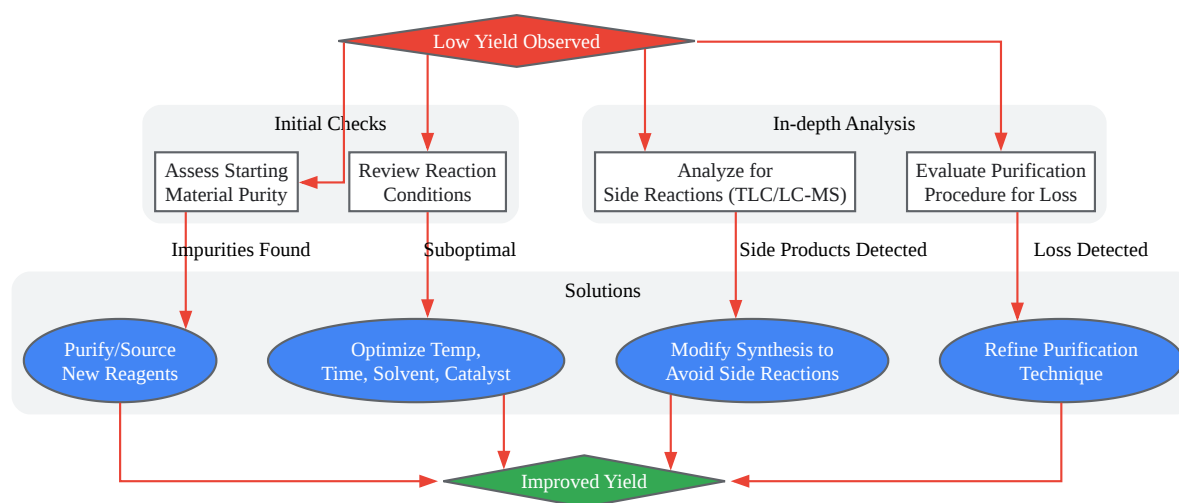 Low Yield Observed
Initial Checks
In-depth Analysis
Assess Starting
Material Purity
Review Reaction
Conditions
Analyze for
Side Reactions (TLC/LC-MS)
Evaluate Purification
Procedure for Loss
Impurities Found
Suboptimal
Side Products Detected
Loss Detected
Solutions
Purify/Source
New Reagents
Optimize Temp,
Time, Solvent, Catalyst
Modify Synthesis to
Avoid Side Reactions
Refine Purification
Technique
Improved Yield